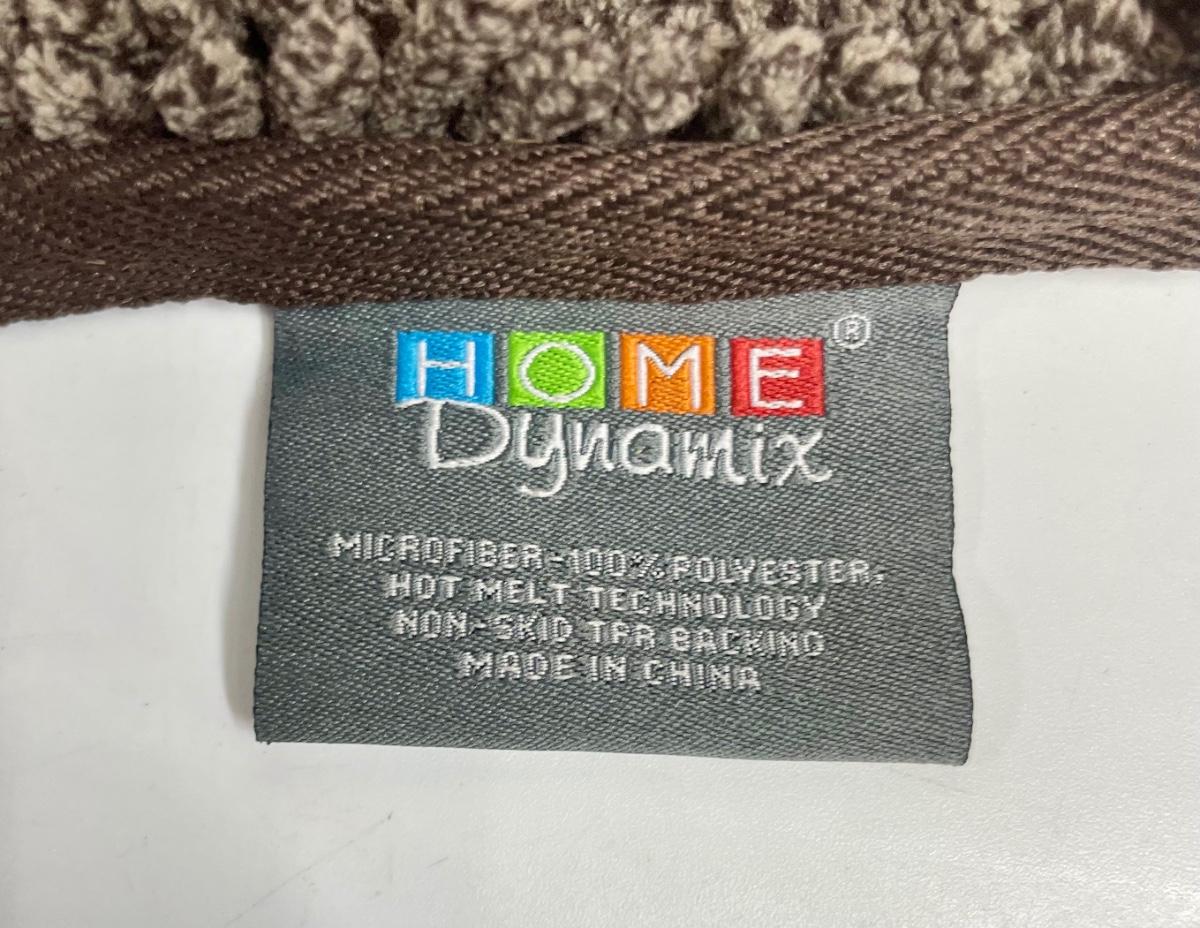 HOME®
Dynamix
MICROFIBER-100% POLYESTER.
HOT MELT TECHNOLOGY
NON-SKID TPR BACKING
MADE IN CHINA